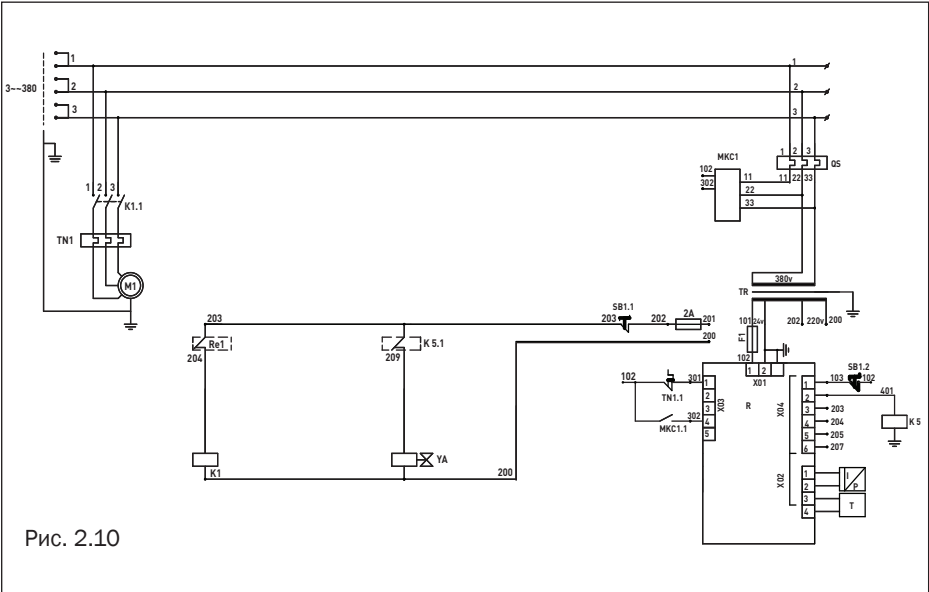 1
1
3~~380
2
2
3
3
1 2 3
QS
MKC1
102
11
11 22 33
302
22
33
1 2 3
K1.1
TN1
M1
380v
TR
SB1.1
203
203
202
2A
201
101
24v
202
220v
200
200
F1
Re1
K 5.1
204
209
102
SB1.2
1 2
X01
102
301
1
TN1.1
2
X03
R
3
302
4
MKC1.1
5
X04
1
103
102
2
401
3
203
K 5
4
204
5
205
6
207
K1
YA
200
X02
1
I
2
P
3
T
4
Рис. 2.10